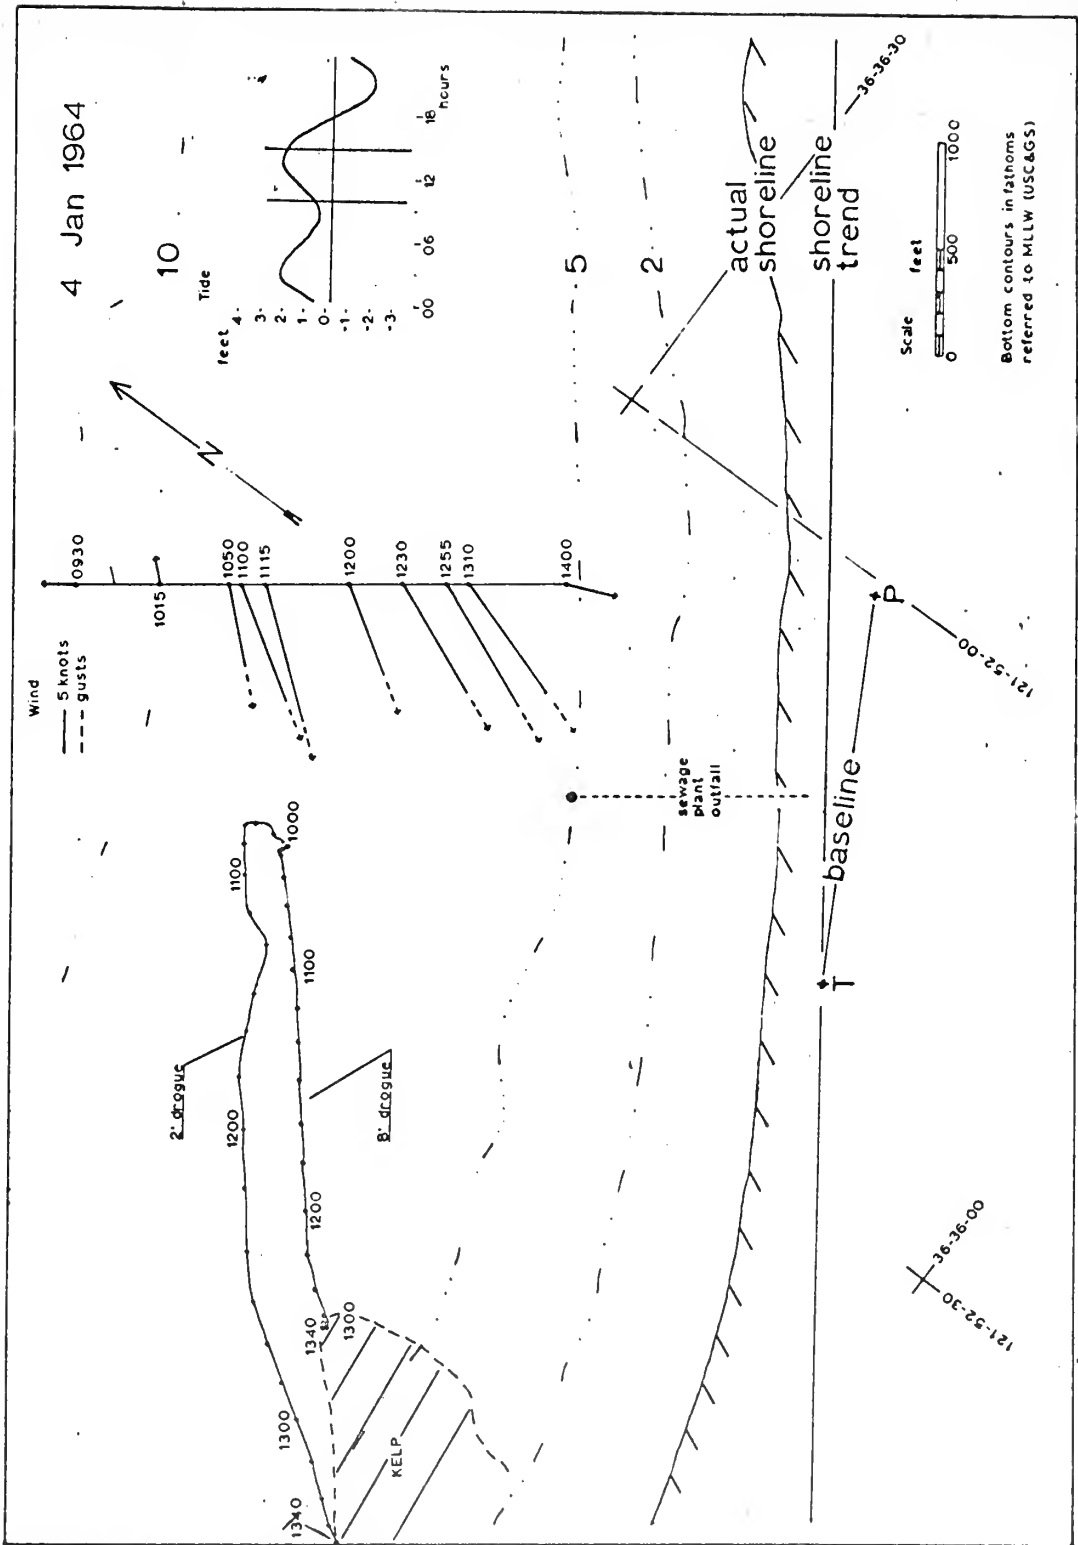 4 Jan 1964
10
Tide
feet
4-
3-
2-
1-
0-
-1-
-2-
-3-
00
06
12
18
hours
Wind
5 knots
gusts
0930
1015
1050
1100
1115
1200
1230
1255
1310
1400
N
2' drogue
8' drogue
1000
1100
1200
1300
1340
1100
1200
1300
1340
KELP
5
2
sewage
plant
outfall
actual
shoreline
shoreline
trend
baseline
T
P
36-36-30
121-52-00
36-36-00
121-52-30
Scale
feet
0
500
1000
Bottom contours in fathoms
referred to MLLW (USC&GS)